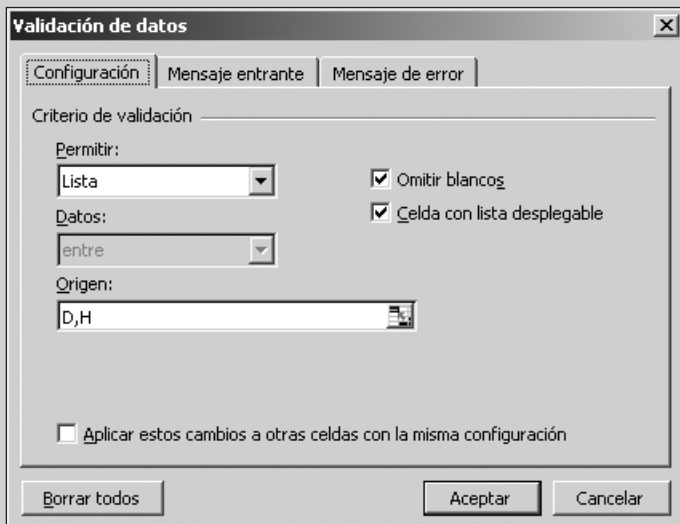 Validación de datos
Configuración
Mensaje entrante
Mensaje de error
Criterio de validación
Permitir:
Lista
Omitir blancos
Datos:
Celda con lista desplegable
entre
Origen:
D,H
Aplicar estos cambios a otras celdas con la misma configuración
Borrar todos
Aceptar
Cancelar